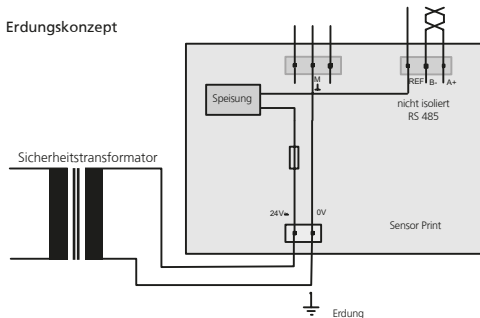 Erdungskonzept
M
REF B- A+
Speisung
nicht isoliert
RS 485
Sicherheitstransformator
24V 0V
Sensor Print
Erdung